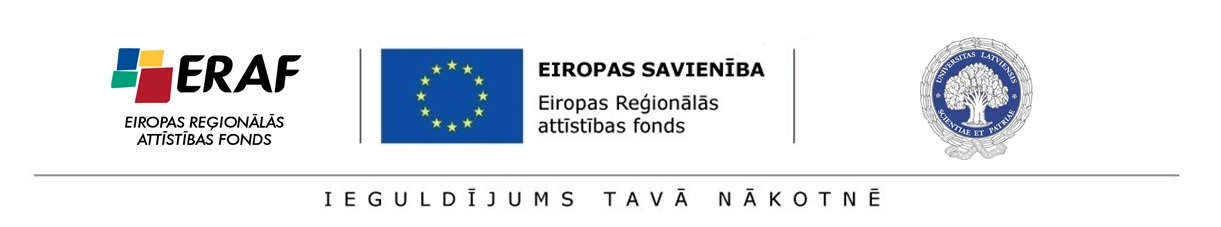 ERAF
EIROPAS REĢIONĀLĀS
ATTĪSTĪBAS FONDS
EIROPAS SAVIENĪBA
Eiropas Reģionālās
attīstības fonds
UNIVERSITAS LATVIENSIS
SCIENTIAE ET PATRIAE
IEGULDĪJUMS TAVĀ NĀKOTNĒ